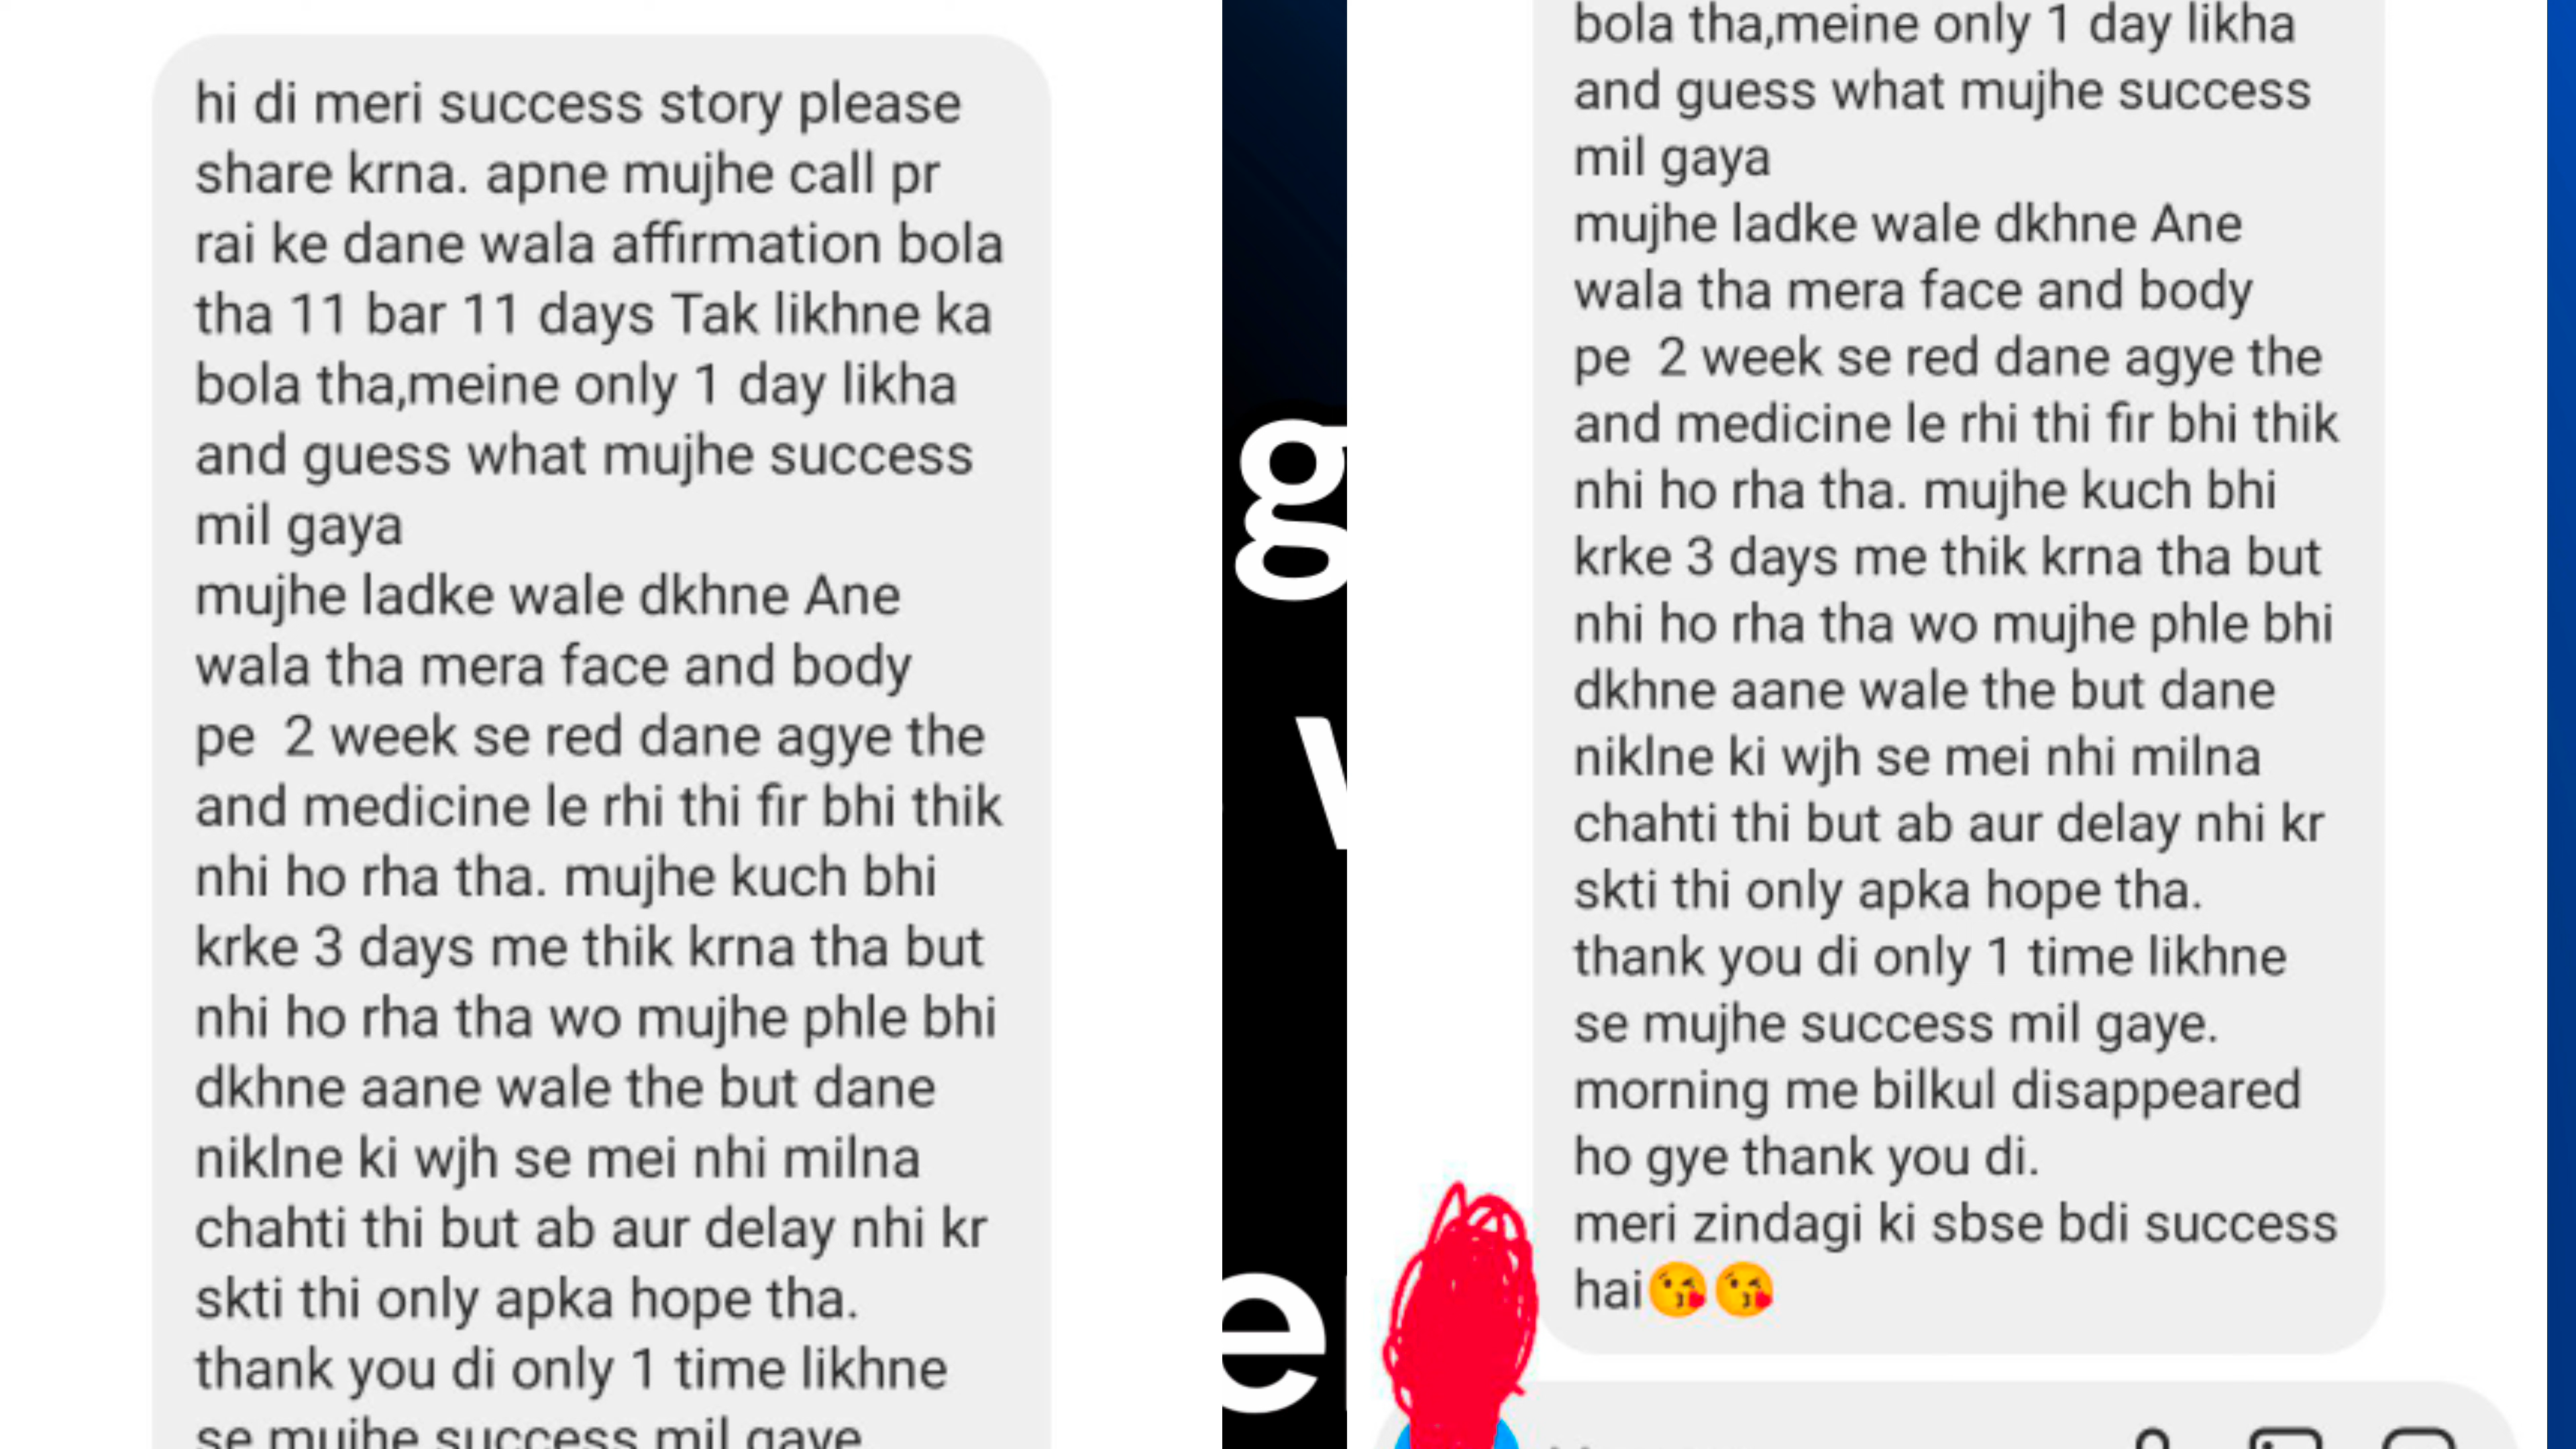 hi di meri success story please
share krna. apne mujhe call pr
rai ke dane wala affirmation bola
tha 11 bar 11 days Tak likhne ka
bola tha,meine only 1 day likha
and guess what mujhe success
mil gaya
mujhe ladke wale dkhne Ane
wala tha mera face and body
pe  2 week se red dane agye the
and medicine le rhi thi fir bhi thik
nhi ho rha tha. mujhe kuch bhi
krke 3 days me thik krna tha but
nhi ho rha tha wo mujhe phle bhi
dkhne aane wale the but dane
niklne ki wjh se mei nhi milna
chahti thi but ab aur delay nhi kr
skti thi only apka hope tha.
thank you di only 1 time likhne
se mujhe success mil gaye
g
e
bola tha,meine only 1 day likha
and guess what mujhe success
mil gaya
mujhe ladke wale dkhne Ane
wala tha mera face and body
pe  2 week se red dane agye the
and medicine le rhi thi fir bhi thik
nhi ho rha tha. mujhe kuch bhi
krke 3 days me thik krna tha but
nhi ho rha tha wo mujhe phle bhi
dkhne aane wale the but dane
niklne ki wjh se mei nhi milna
chahti thi but ab aur delay nhi kr
skti thi only apka hope tha.
thank you di only 1 time likhne
se mujhe success mil gaye.
morning me bilkul disappeared
ho gye thank you di.
meri zindagi ki sbse bdi success
hai😘😘